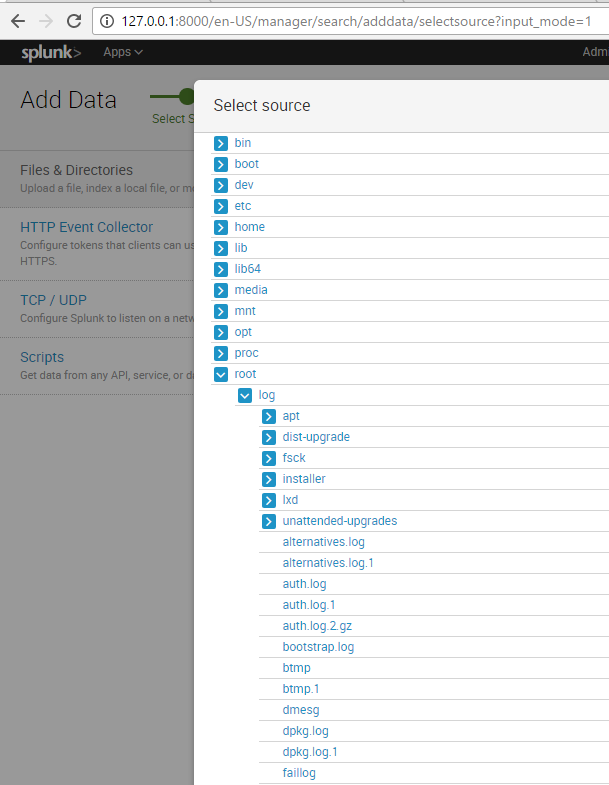 127.0.0.1:8000/en-US/manager/search/adddata/selectsource?input_mode=1
splunk> Apps Adm
Add Data
Select S
Files & Directories
Upload a file, index a local file, or m
HTTP Event Collector
Configure tokens that clients can us
HTTPS.
TCP / UDP
Configure Splunk to listen on a netw
Scripts
Get data from any API, service, or da
Select source
bin
boot
dev
etc
home
lib
lib64
media
mnt
opt
proc
root
log
apt
dist-upgrade
fsck
installer
lxd
unattended-upgrades
alternatives.log
alternatives.log.1
auth.log
auth.log.1
auth.log.2.gz
bootstrap.log
btmp
btmp.1
dmesg
dpkg.log
dpkg.log.1
faillog